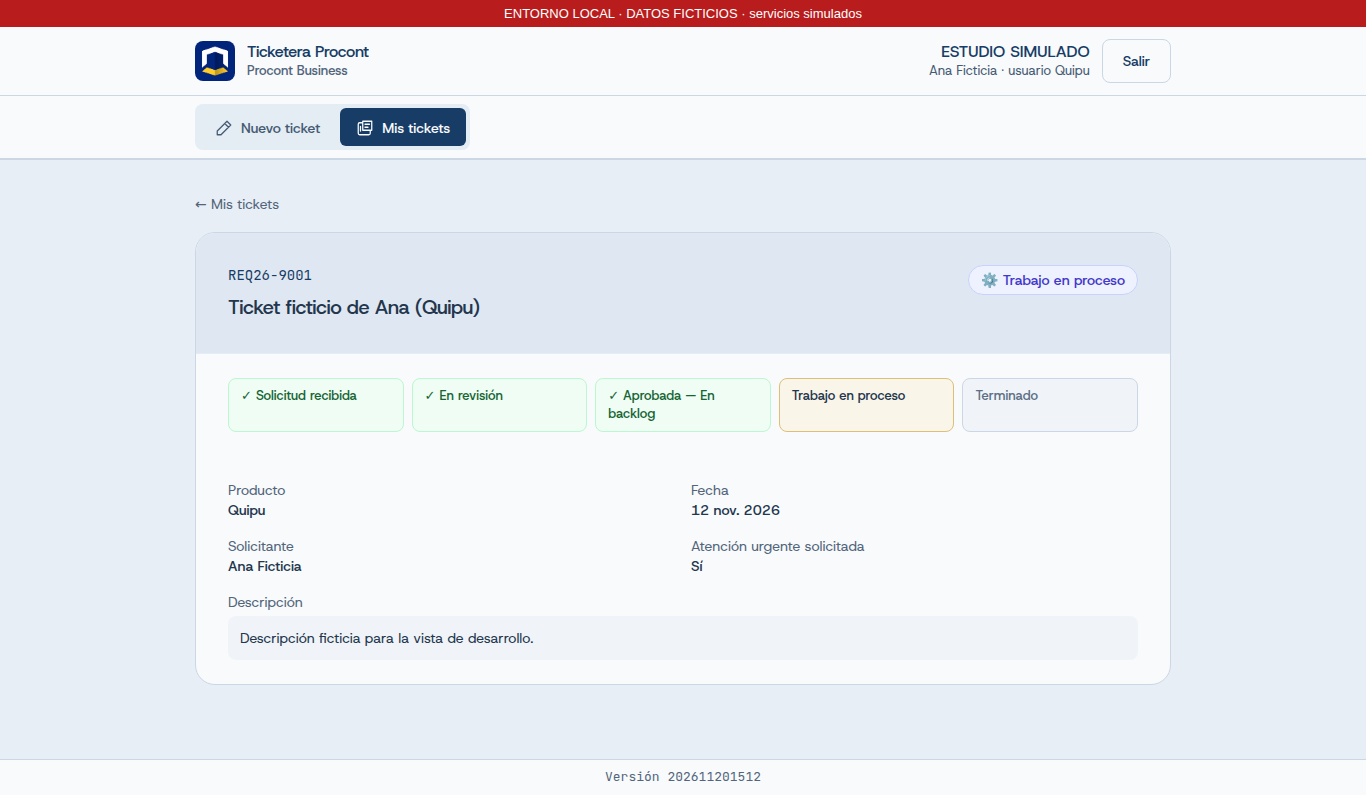 ENTORNO LOCAL · DATOS FICTICIOS · servicios simulados
Ticketera Procont
Procont Business
ESTUDIO SIMULADO
Ana Ficticia · usuario Quipu
Salir
Nuevo ticket
Mis tickets
← Mis tickets
REQ26-9001
Ticket ficticio de Ana (Quipu)
⚙️ Trabajo en proceso
✓ Solicitud recibida
✓ En revisión
✓ Aprobada — En
backlog
Trabajo en proceso
Terminado
Producto
Quipu
Fecha
12 nov. 2026
Solicitante
Ana Ficticia
Atención urgente solicitada
Sí
Descripción
Descripción ficticia para la vista de desarrollo.
Versión 202611201512